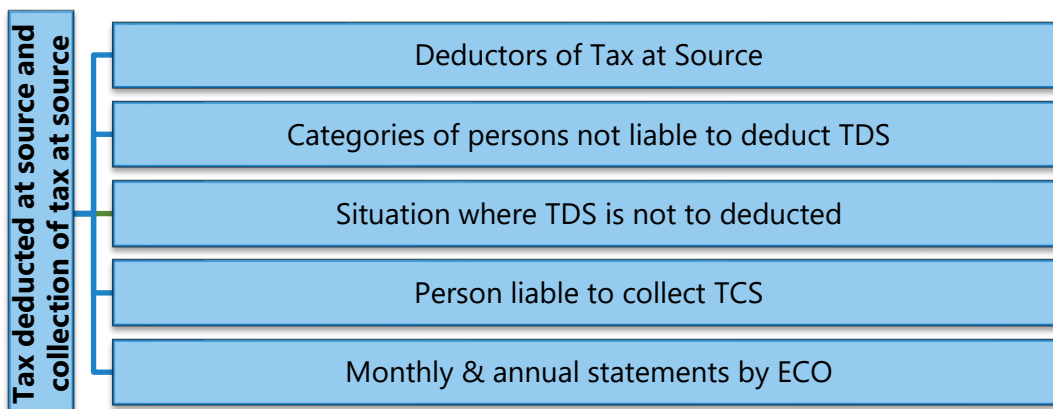 Tax deducted at source and
collection of tax at source
Deductors of Tax at Source
Categories of persons not liable to deduct TDS
Situation where TDS is not to deducted
Person liable to collect TCS
Monthly & annual statements by ECO